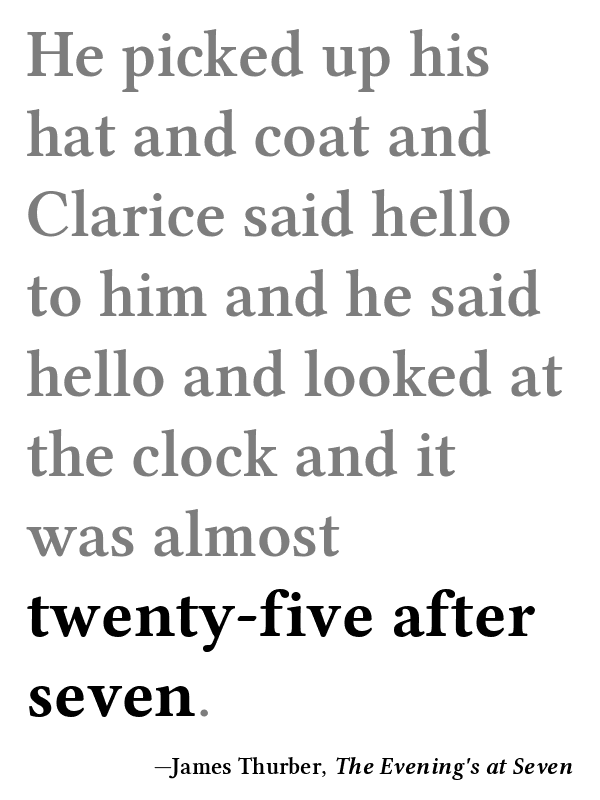 He picked up his
hat and coat and
Clarice said hello
to him and he said
hello and looked at
the clock and it
was almost
twenty-five after
seven.
—James Thurber, The Evening's at Seven